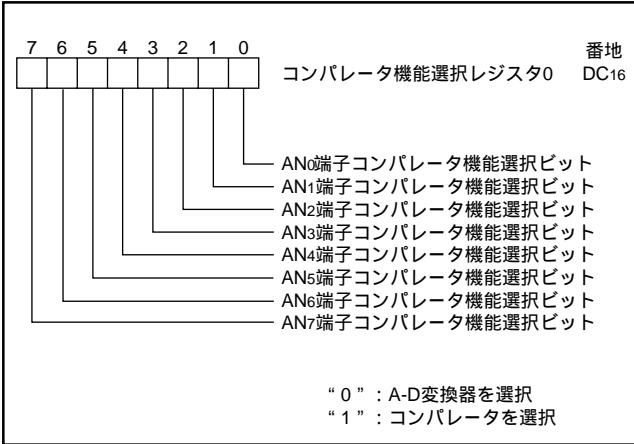 番地
7 6 5 4 3 2 1 0
コンパレータ機能選択レジスタ0 DC16
AN0端子コンパレータ機能選択ビット
AN1端子コンパレータ機能選択ビット
AN2端子コンパレータ機能選択ビット
AN3端子コンパレータ機能選択ビット
AN4端子コンパレータ機能選択ビット
AN5端子コンパレータ機能選択ビット
AN6端子コンパレータ機能選択ビット
AN7端子コンパレータ機能選択ビット
“0”:A-D変換器を選択
“1”:コンパレータを選択